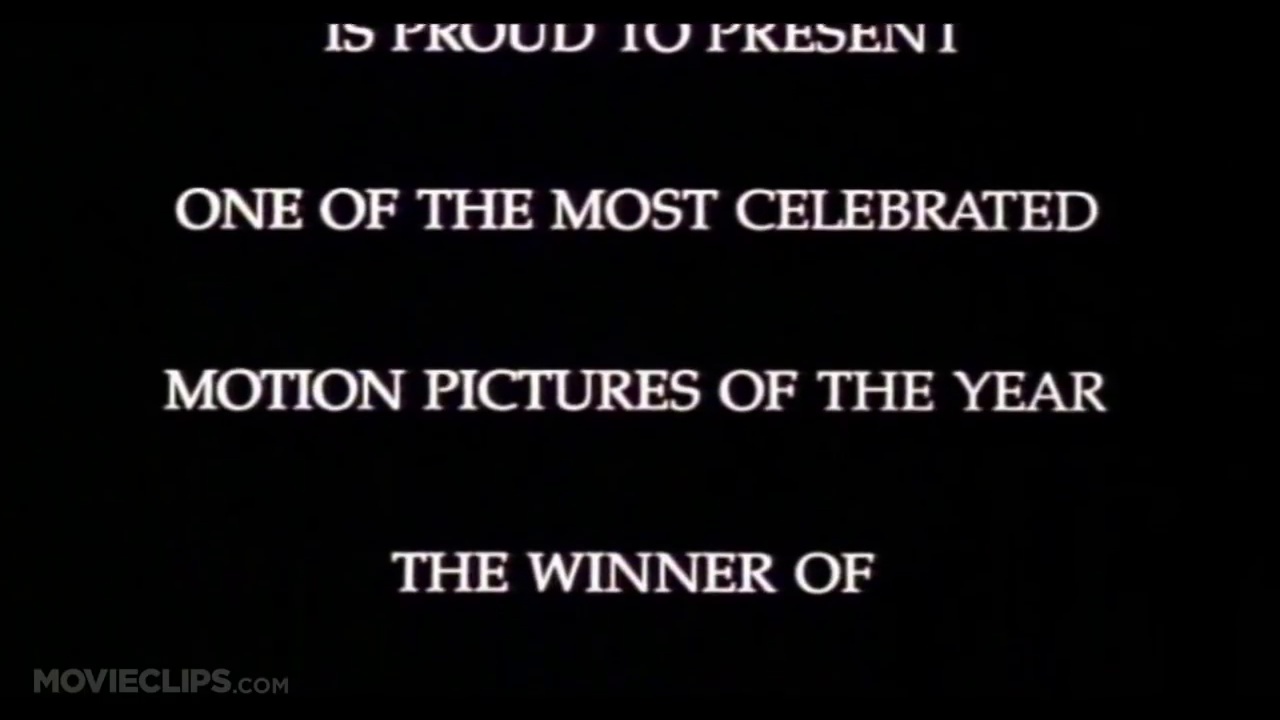 IS PROUD TO PRESENT
ONE OF THE MOST CELEBRATED
MOTION PICTURES OF THE YEAR
THE WINNER OF
MOVIECLIPS.COM